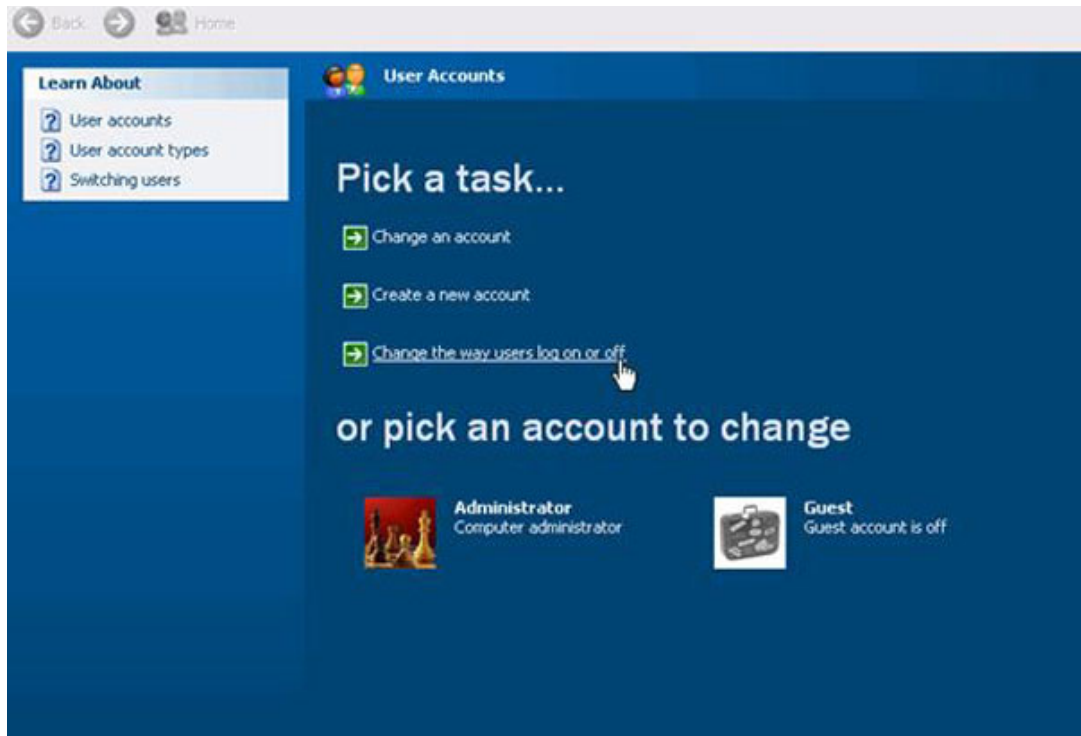 Back
Home
Learn About
User accounts
User account types
Switching users
User Accounts
Pick a task...
Change an account
Create a new account
Change the way users log on or off
or pick an account to change
Administrator
Computer administrator
Guest
Guest account is off